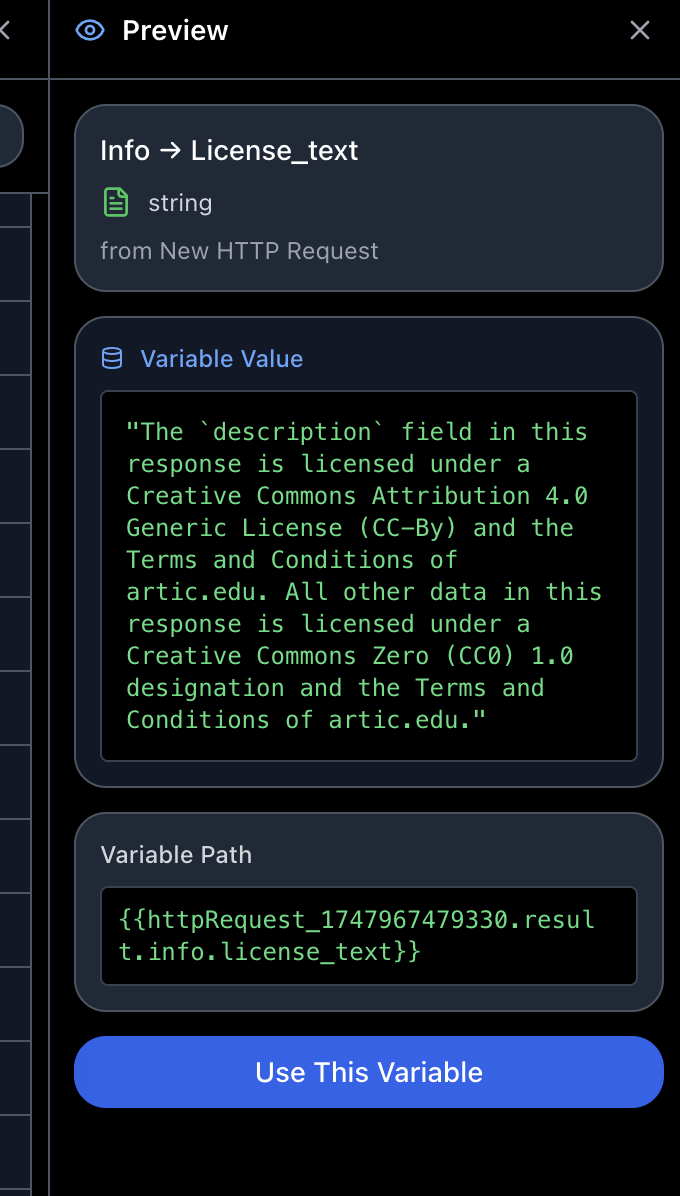 Preview
Info → License_text
string
from New HTTP Request
Variable Value
"The `description` field in this
response is licensed under a
Creative Commons Attribution 4.0
Generic License (CC-By) and the
Terms and Conditions of
artic.edu. All other data in this
response is licensed under a
Creative Commons Zero (CC0) 1.0
designation and the Terms and
Conditions of artic.edu."
Variable Path
{{httpRequest_1747967479330.resul
t.info.license_text}}
Use This Variable